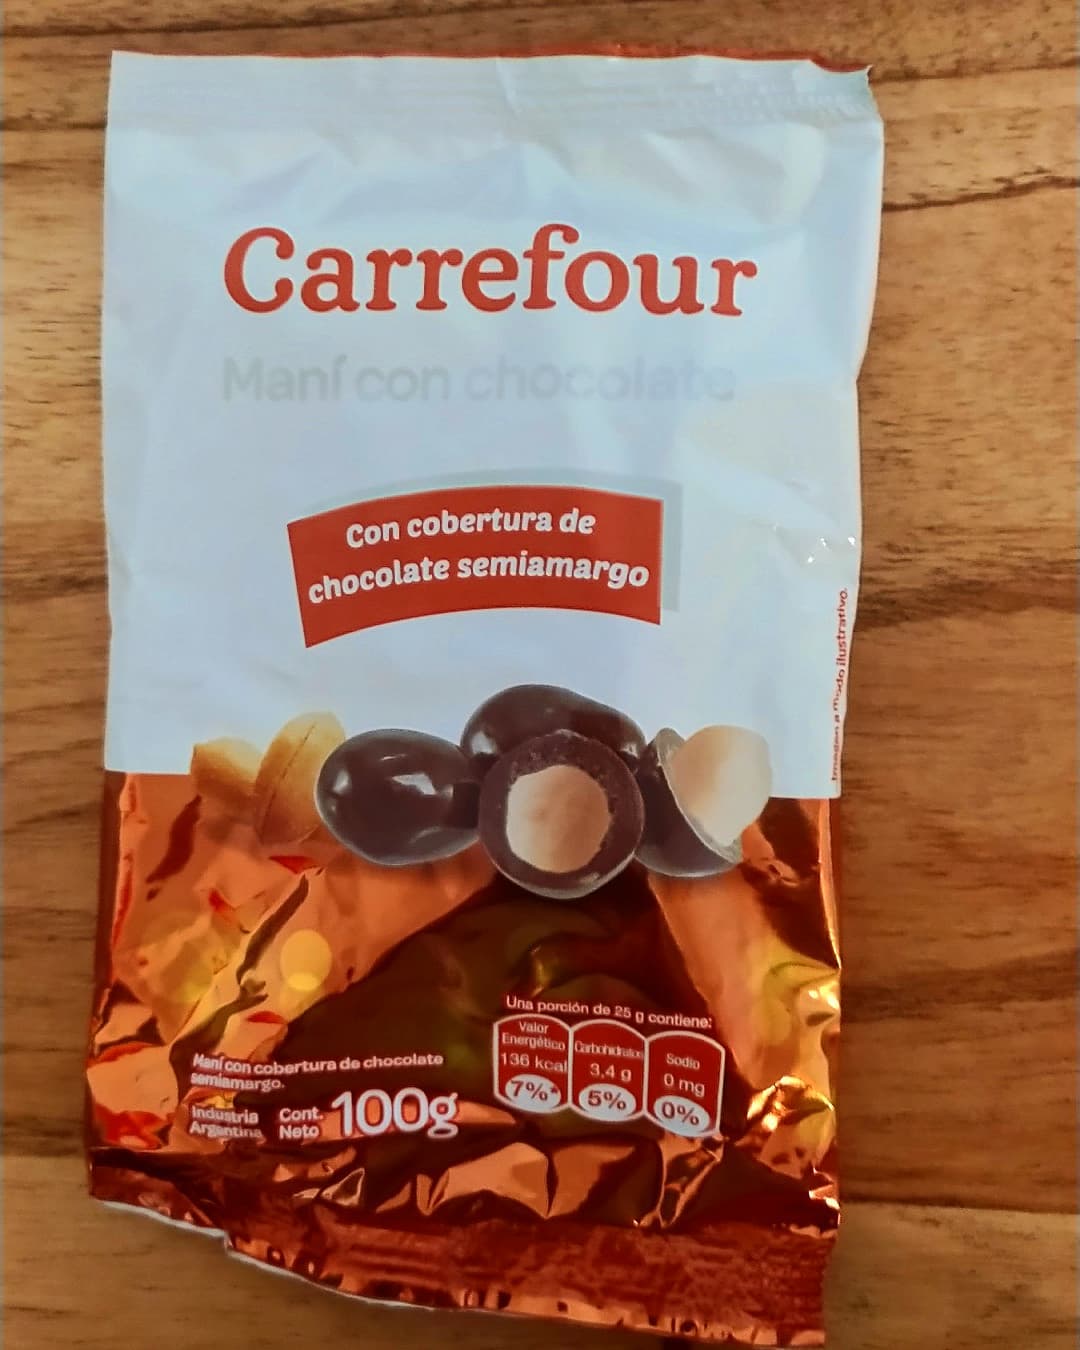 Carrefour
Maní con chocolate
Con cobertura de
chocolate semiamargo
Imagen a modo ilustrativo.
Una porción de 25 g contiene:
Valor
Energético
136 kcal
7%*
Carbohidratos
3,4 g
5%
Sodio
0 mg
0%
Maní con cobertura de chocolate
semiamargo.
Industria
Argentina
Cont.
Neto
100g